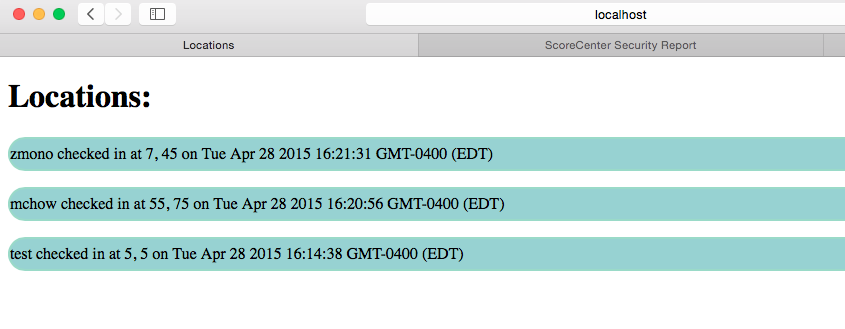 localhost
Locations
ScoreCenter Security Report
Locations:
zmono checked in at 7, 45 on Tue Apr 28 2015 16:21:31 GMT-0400 (EDT)
mchow checked in at 55, 75 on Tue Apr 28 2015 16:20:56 GMT-0400 (EDT)
test checked in at 5, 5 on Tue Apr 28 2015 16:14:38 GMT-0400 (EDT)